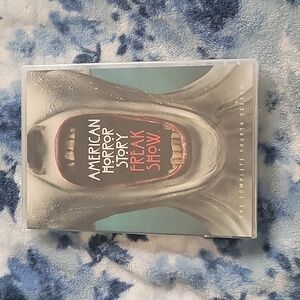 AMERICAN
HORROR
STORY
FREAK
SHOW
THE COMPLETE FOURTH SEASON